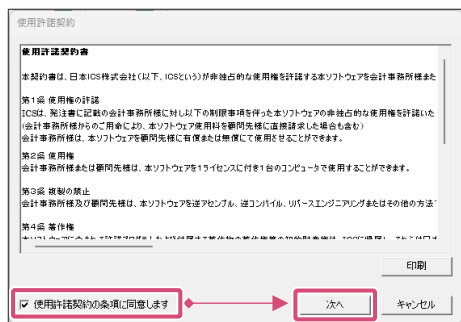 使用許諾契約
使用許諾契約書
本契約書は、日本ICS株式会社(以下、ICSという)が非独占的な使用権を許諾する本ソフトウェアを会計事務所様また
第1条 使用権の許諾
ICSは、発注書に記載の会計事務所様に対し以下の制限事項を伴った本ソフトウェアの非独占的な使用権を許諾いた
(会計事務所様からのご用命により、本ソフトウェア使用料を顧問先様に直接請求した場合も含む)
会計事務所様は、本ソフトウェアを顧問先様に有償または無償にて使用させることができます。
第2条 使用権
会計事務所様または顧問先様は、本ソフトウェアを1ライセンスに付き1台のコンピュータで使用することができます。
第3条 複製の禁止
会計事務所様及び顧問先様は、本ソフトウェアを逆アセンブル、逆コンパイル、リバースエンジニアリングまたはその他の方法
第4条 著作権
印刷
使用許諾契約の条項に同意します
次へ
キャンセル